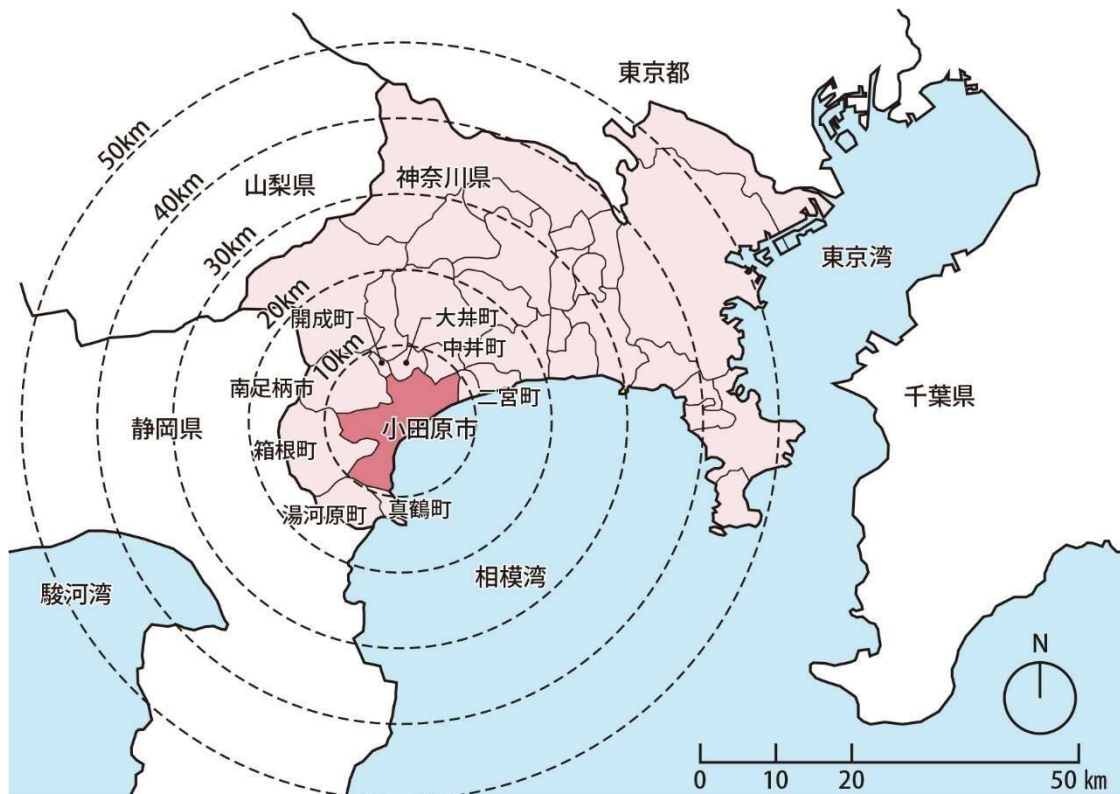 東京都
50km
40km
山梨県
神奈川県
30km
東京湾
20km
開成町
大井町
10km
中井町
南足柄市
二宮町
千葉県
静岡県
小田原市
箱根町
湯河原町
真鶴町
相模湾
駿河湾
N
0 10 20 50 km